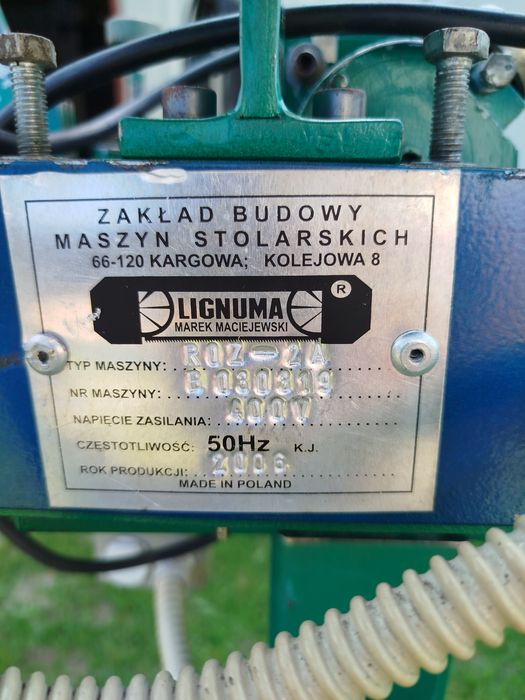 ZAKŁAD BUDOWY
MASZYN STOLARSKICH
66-120 KARGOWA; KOLEJOWA 8
LIGNUMA ®
MAREK MACIEJEWSKI
TYP MASZYNY: ROZ-2A
NR MASZYNY: B 030339
NAPIĘCIE ZASILANIA: 400V
CZĘSTOTLIWOŚĆ: 50Hz K.J.
ROK PRODUKCJI: 2006
MADE IN POLAND